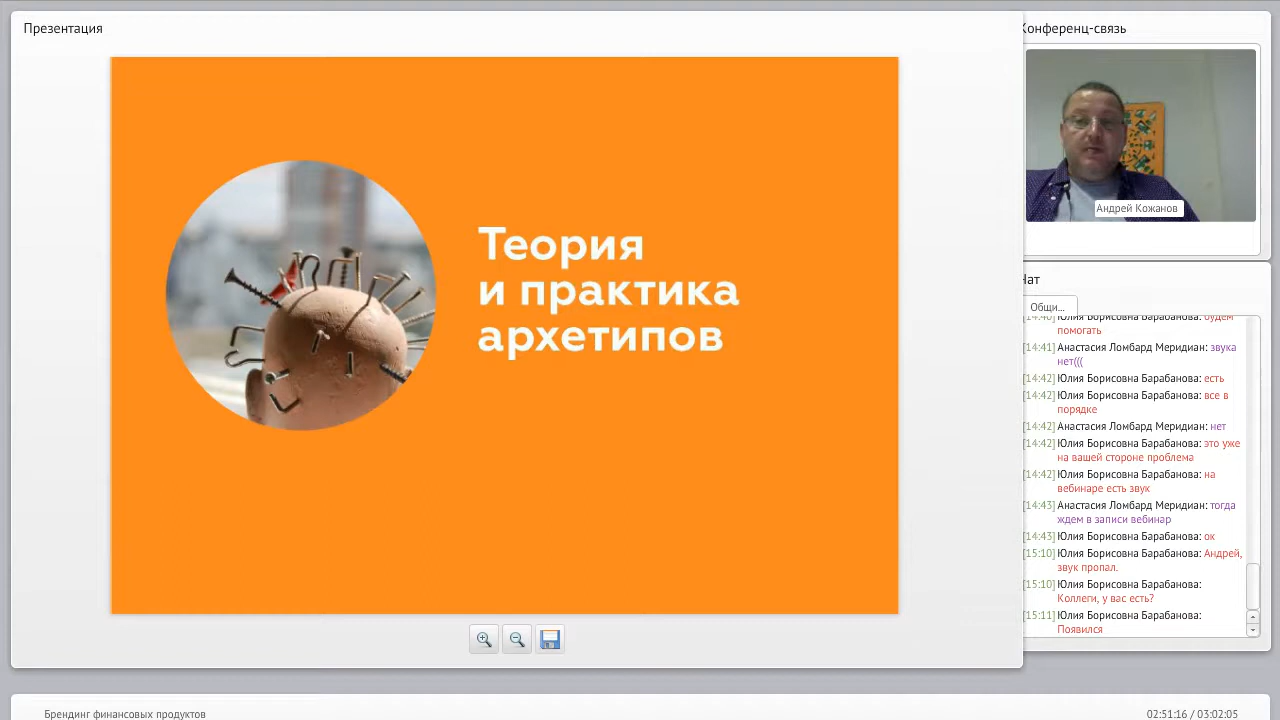 Презентация
Теория
и практика
архетипов
Конференц-связь
Андрей Кожанов
Чат
Общи...
[14:40] Юлия Борисовна Барабанова: будем
помогать
[14:41] Анастасия Ломбард Меридиан: звука
нет(((
[14:42] Юлия Борисовна Барабанова: есть
[14:42] Юлия Борисовна Барабанова: все в
порядке
[14:42] Анастасия Ломбард Меридиан: нет
[14:42] Юлия Борисовна Барабанова: это уже
на вашей стороне проблема
[14:42] Юлия Борисовна Барабанова: на
вебинаре есть звук
[14:43] Анастасия Ломбард Меридиан: тогда
ждем в записи вебинар
[14:43] Юлия Борисовна Барабанова: ок
[15:10] Юлия Борисовна Барабанова: Андрей,
звук пропал.
[15:10] Юлия Борисовна Барабанова:
Коллеги, у вас есть?
[15:11] Юлия Борисовна Барабанова:
Появился
Брендинг финансовых продуктов
02:51:16 / 03:02:05